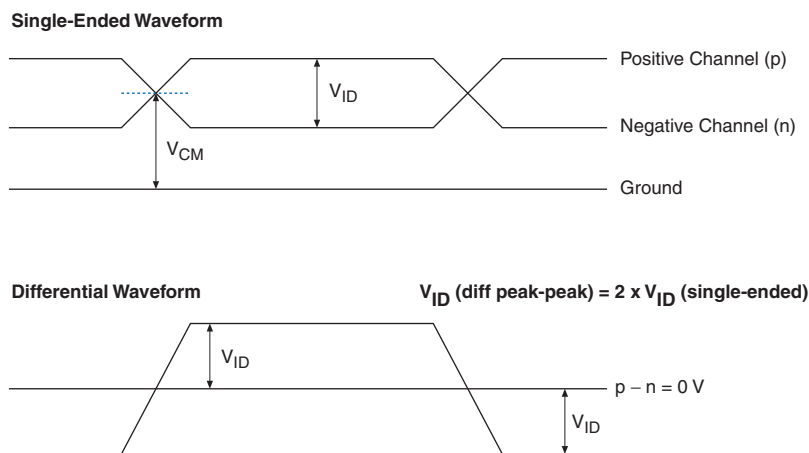 Single-Ended Waveform
Positive Channel (p)
V_ID
Negative Channel (n)
V_CM
Ground
Differential Waveform
V_ID (diff peak-peak) = 2 x V_ID (single-ended)
V_ID
p – n = 0 V
V_ID